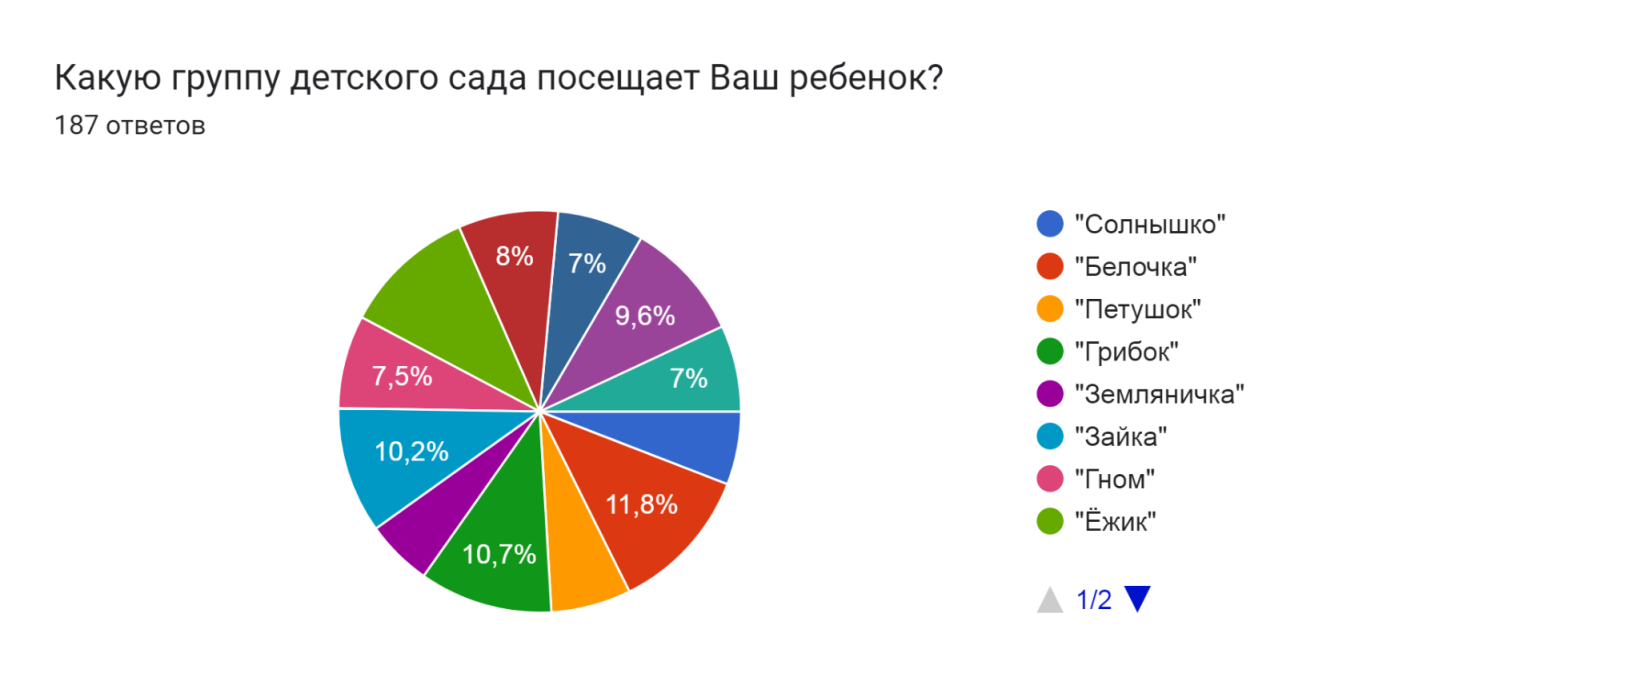 Какую группу детского сада посещает Ваш ребенок?
187 ответов
8%
7%
9,6%
7%
7,5%
10,2%
11,8%
10,7%
"Солнышко"
"Белочка"
"Петушок"
"Грибок"
"Земляничка"
"Зайка"
"Гном"
"Ёжик"
1/2